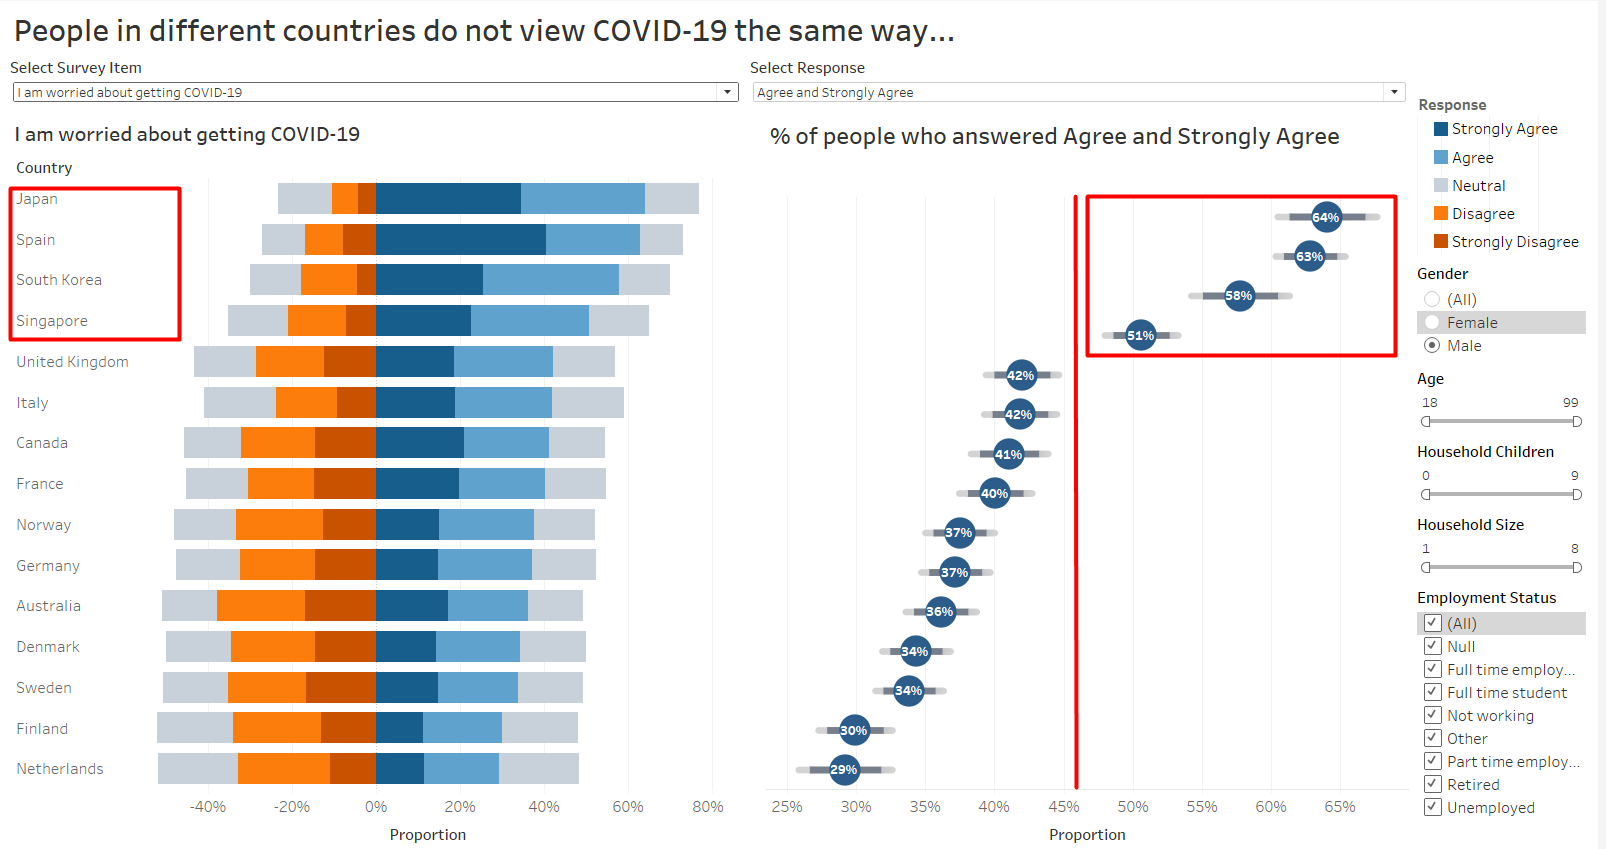 People in different countries do not view COVID-19 the same way...
Select Survey Item
I am worried about getting COVID-19
Select Response
Agree and Strongly Agree
I am worried about getting COVID-19
Country
Japan
Spain
South Korea
Singapore
United Kingdom
Italy
Canada
France
Norway
Germany
Australia
Denmark
Sweden
Finland
Netherlands
-40% -20% 0% 20% 40% 60% 80%
Proportion
% of people who answered Agree and Strongly Agree
64%
63%
58%
51%
42%
42%
41%
40%
37%
37%
36%
34%
34%
30%
29%
25% 30% 35% 40% 45% 50% 55% 60% 65%
Proportion
Response
Strongly Agree
Agree
Neutral
Disagree
Strongly Disagree
Gender
(All)
Female
Male
Age
18 99
Household Children
0 9
Household Size
1 8
Employment Status
(All)
Null
Full time employ...
Full time student
Not working
Other
Part time employ...
Retired
Unemployed